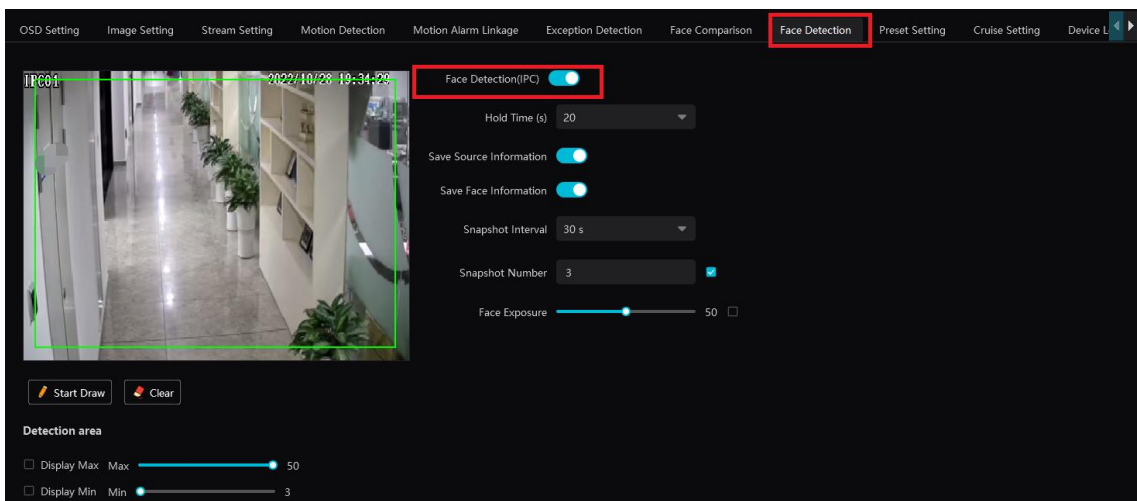 OSD Setting Image Setting Stream Setting Motion Detection Motion Alarm Linkage Exception Detection Face Comparison Face Detection Preset Setting Cruise Setting Device L
IPC04 2022/10/28 19:34:29
Face Detection(IPC)
Hold Time (s) 20
Save Source Information
Save Face Information
Snapshot Interval 30 s
Snapshot Number 3
Face Exposure 50
Start Draw Clear
Detection area
Display Max Max 50
Display Min Min 3